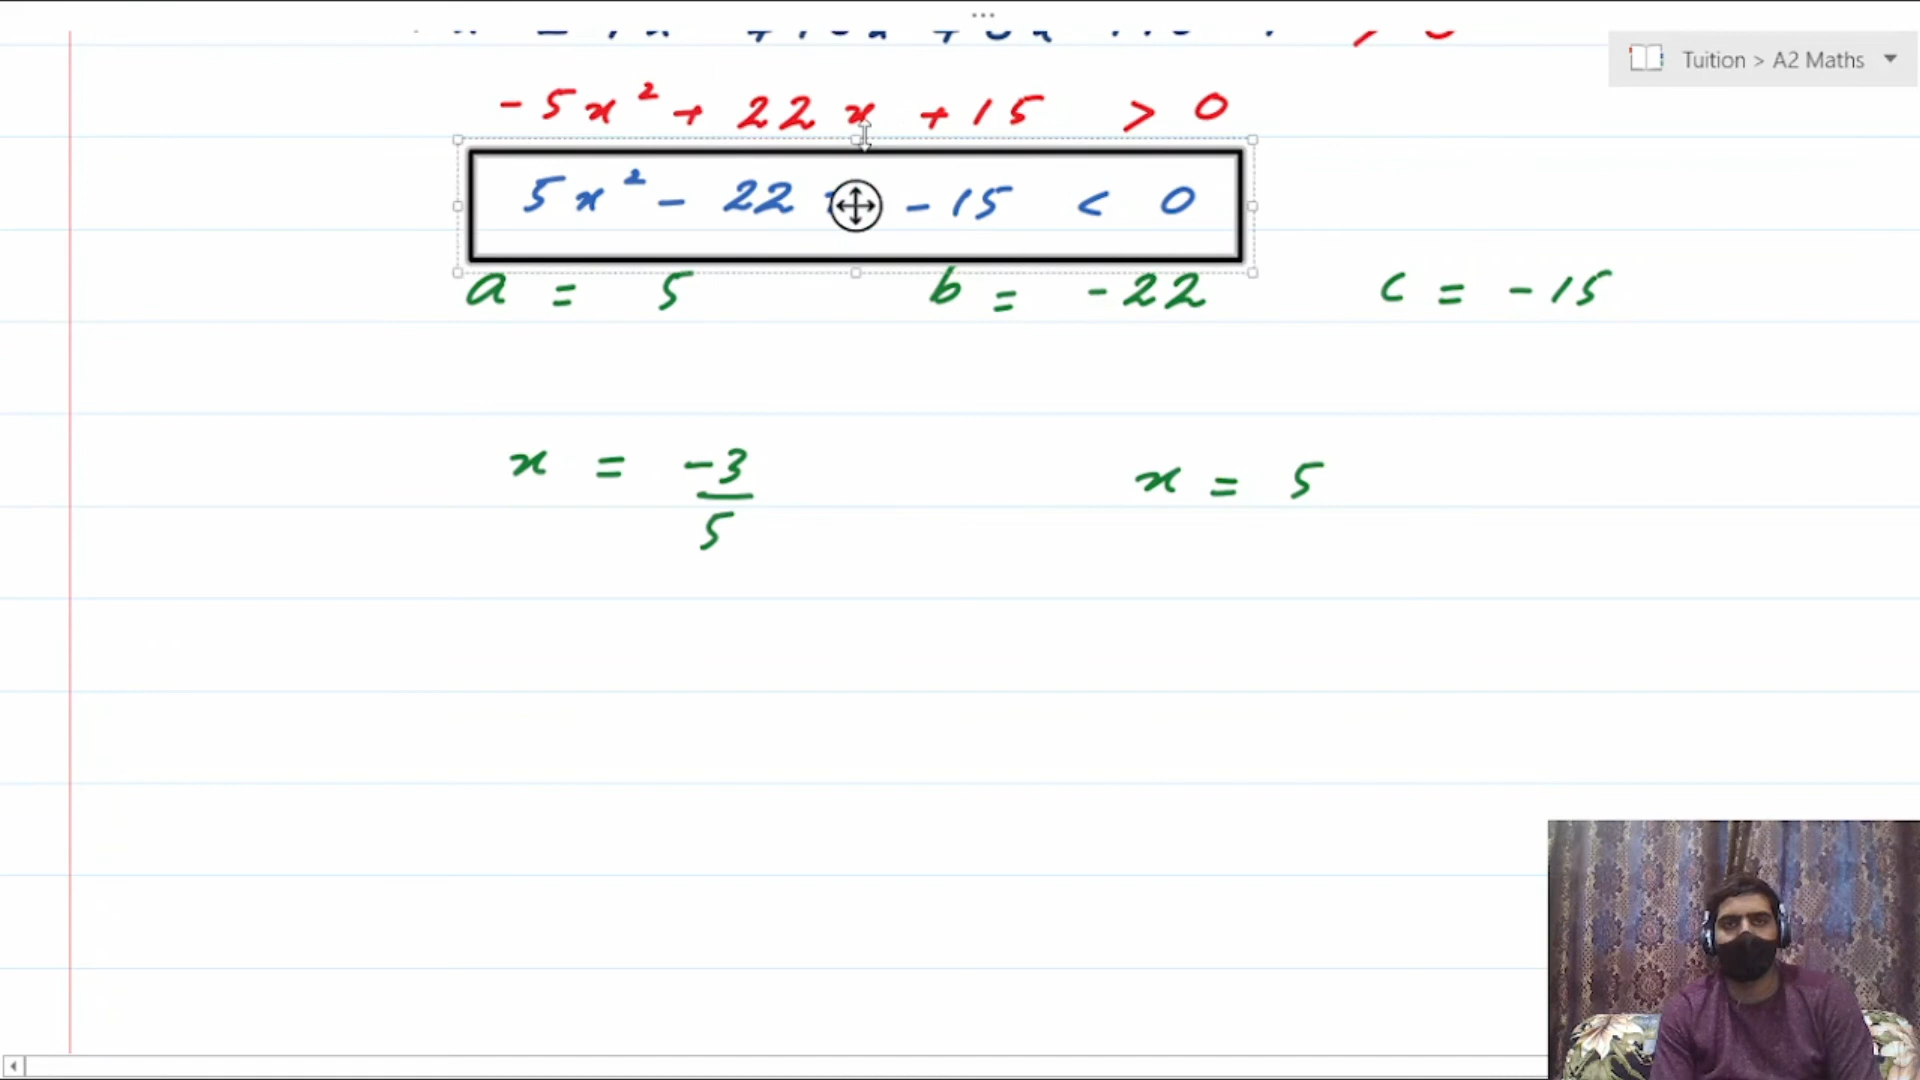 Tuition > A2 Maths
-5x² + 22x + 15 > 0
5x² - 22 - 15 < 0
a = 5 b = -22 c = -15
x = -3/5 x = 5